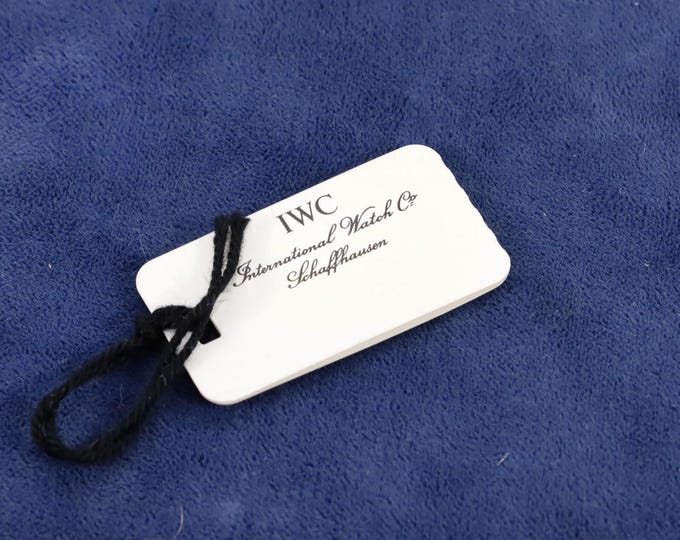 IWC
International Watch Co
Schaffhausen